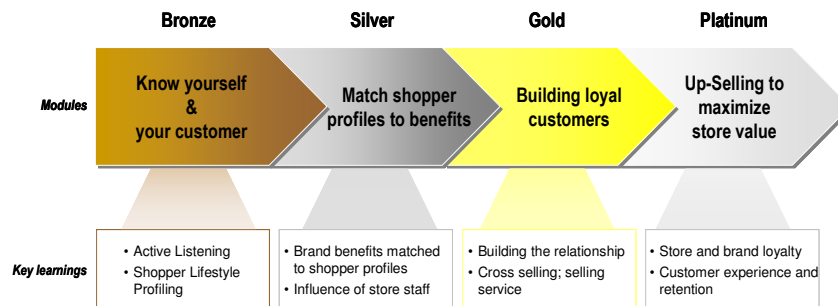 Bronze
Silver
Gold
Platinum
Modules
Know yourself
&
your customer
Match shopper
profiles to benefits
Building loyal
customers
Up-Selling to
maximize
store value
Key learnings
• Active Listening
• Shopper Lifestyle
Profiling
• Brand benefits matched
to shopper profiles
• Influence of store staff
• Building the relationship
• Cross selling; selling
service
• Store and brand loyalty
• Customer experience and
retention